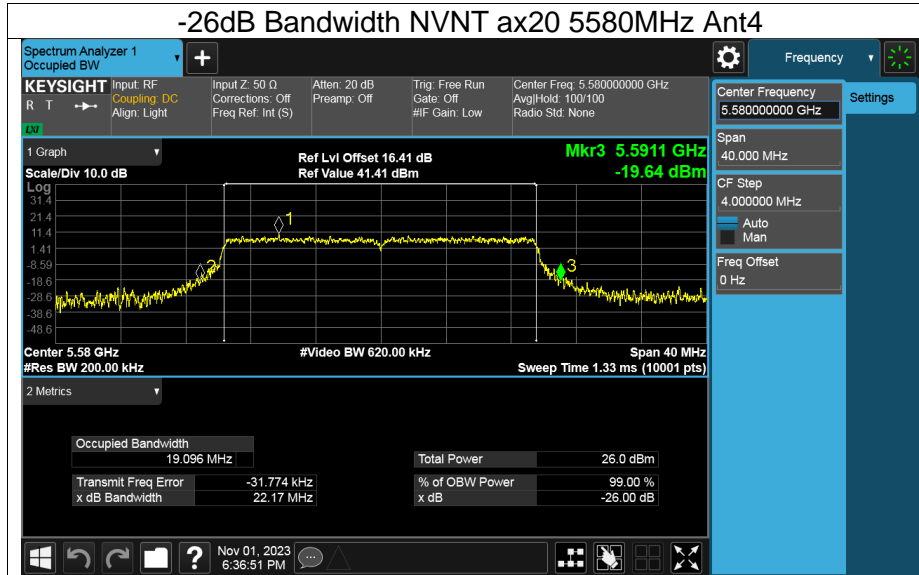 -26dB Bandwidth NVNT ax20 5580MHz Ant4
Spectrum Analyzer 1
Occupied BW
Frequency
KEYSIGHT
R T
LXI
Input: RF
Coupling: DC
Align: Light
Input Z: 50 Ω
Corrections: Off
Freq Ref: Int (S)
Atten: 20 dB
Preamp: Off
Trig: Free Run
Gate: Off
#IF Gain: Low
Center Freq: 5.580000000 GHz
Avg|Hold: 100/100
Radio Std: None
Center Frequency
5.580000000 GHz
Settings
Span
40.000 MHz
CF Step
4.000000 MHz
Auto
Man
Freq Offset
0 Hz
1 Graph
Scale/Div 10.0 dB
Ref Lvl Offset 16.41 dB
Ref Value 41.41 dBm
Mkr3 5.5911 GHz
-19.64 dBm
Log
31.4
21.4
11.4
1.41
-8.59
-18.6
-28.6
-38.6
-48.6
1
2
3
Center 5.58 GHz
#Video BW 620.00 kHz
Span 40 MHz
#Res BW 200.00 kHz
Sweep Time 1.33 ms (10001 pts)
2 Metrics
Occupied Bandwidth
19.096 MHz
Total Power 26.0 dBm
Transmit Freq Error -31.774 kHz
% of OBW Power 99.00 %
x dB Bandwidth 22.17 MHz
x dB -26.00 dB
?
Nov 01, 2023
6:36:51 PM